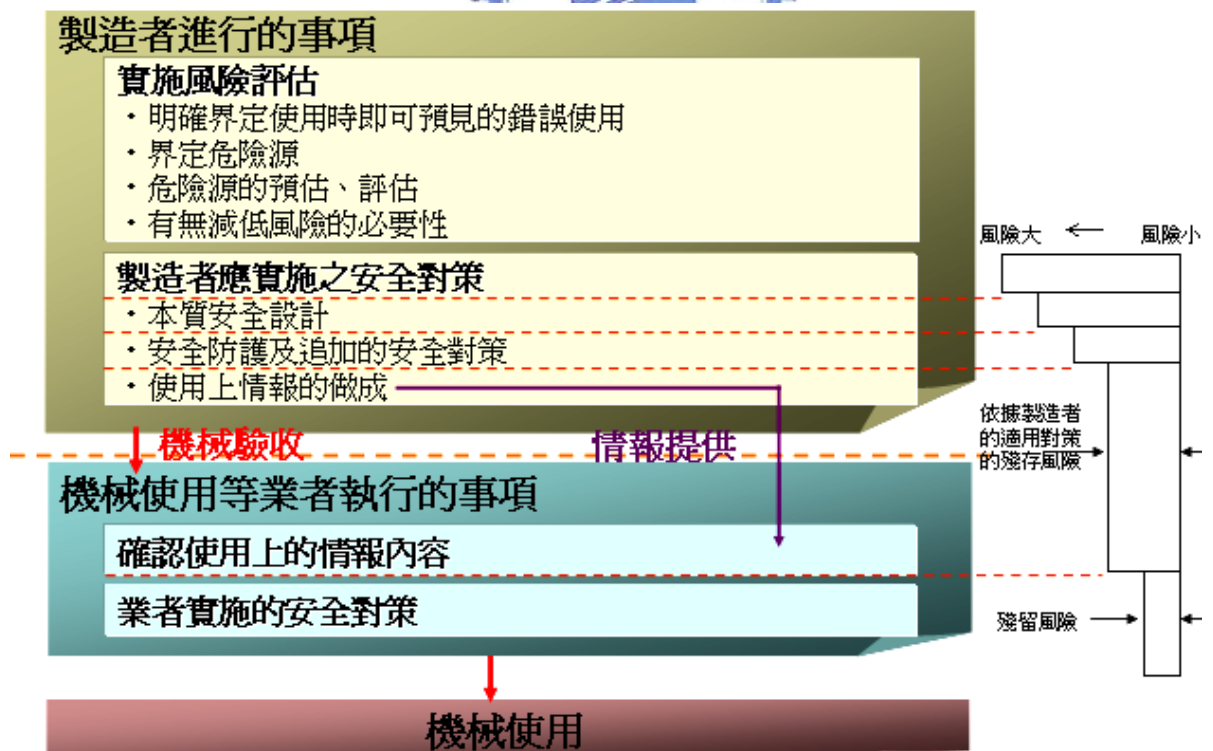 製造者進行的事項
實施風險評估
・明確界定使用時即可預見的錯誤使用
・界定危險源
・危險源的預估、評估
・有無減低風險的必要性
製造者應實施之安全對策
・本質安全設計
・安全防護及追加的安全對策
・使用上情報的做成
機械驗收
情報提供
機械使用等業者執行的事項
確認使用上的情報內容
業者實施的安全對策
機械使用
風險大 ← 風險小
依據製造者
的適用對策
的殘存風險
殘留風險